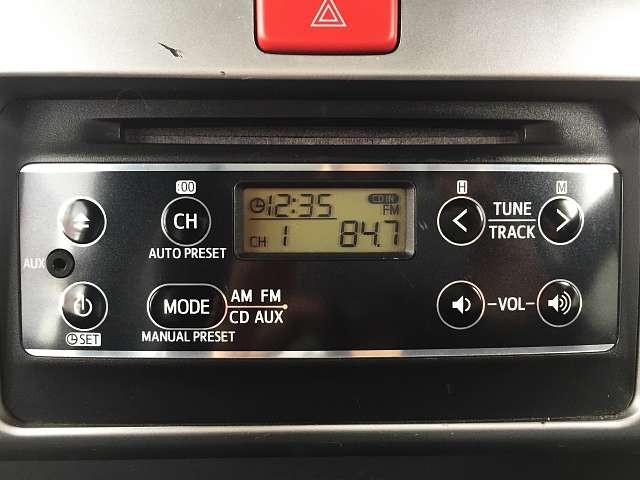 :00
H
M
12:35
CD IN
FM
CH 1 84.7
CH
AUTO PRESET
TUNE
TRACK
AUX
MODE
AM FM
CD AUX
MANUAL PRESET
SET
-VOL-